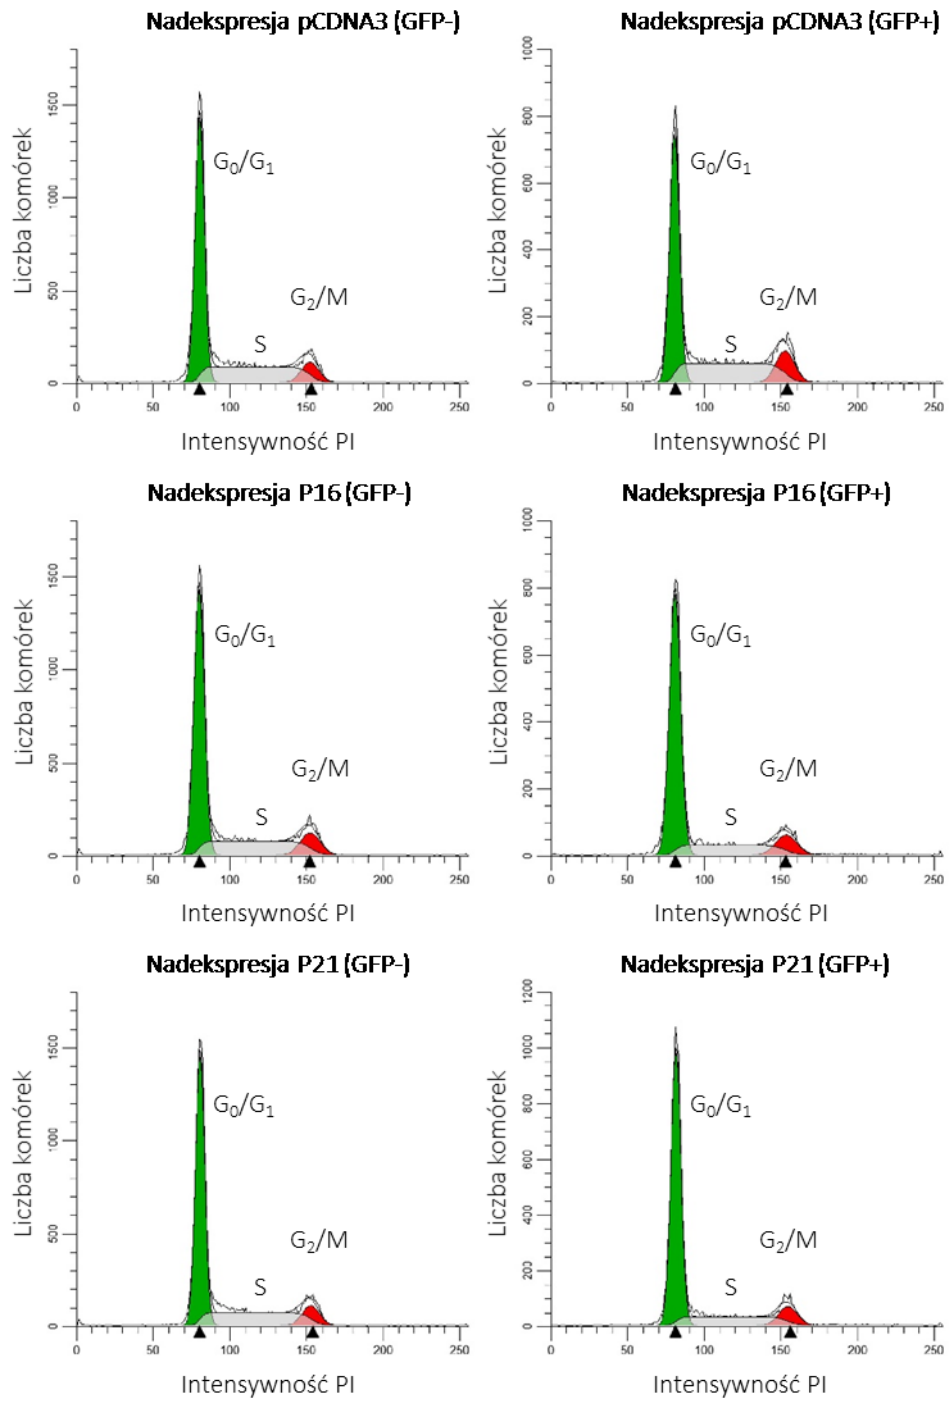 Nadekspresja pCDNA3 (GFP-)
Liczba komórek
1500
1000
500
0
G₀/G₁
S
G₂/M
0 50 100 150 200 250
Intensywność PI
Nadekspresja pCDNA3 (GFP+)
Liczba komórek
1000
800
600
400
200
0
G₀/G₁
S
G₂/M
0 50 100 150 200 250
Intensywność PI
Nadekspresja P16 (GFP-)
Liczba komórek
1500
1000
500
0
G₀/G₁
S
G₂/M
0 50 100 150 200 250
Intensywność PI
Nadekspresja P16 (GFP+)
Liczba komórek
1000
800
600
400
200
0
G₀/G₁
S
G₂/M
0 50 100 150 200 250
Intensywność PI
Nadekspresja P21 (GFP-)
Liczba komórek
1500
1000
500
0
G₀/G₁
S
G₂/M
0 50 100 150 200 250
Intensywność PI
Nadekspresja P21 (GFP+)
Liczba komórek
1200
1000
800
600
400
200
0
G₀/G₁
S
G₂/M
0 50 100 150 200 250
Intensywność PI